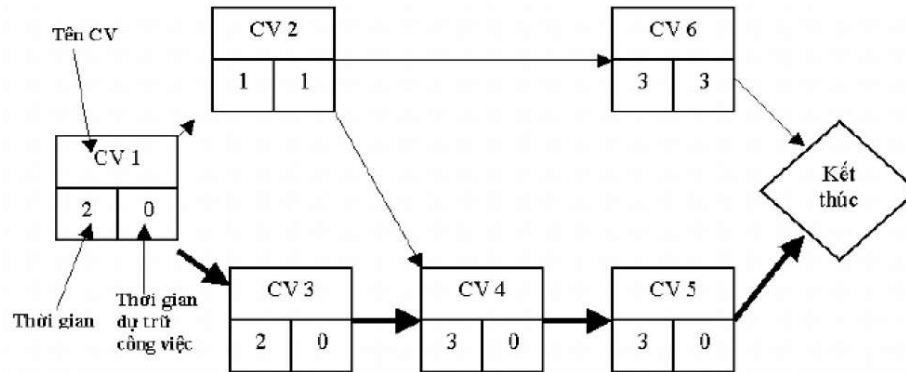 Tên CV
CV 2
1 1
CV 6
3 3
CV 1
2 0
Kết
thúc
Thời gian
Thời gian
dự trữ
công việc
CV 3
2 0
CV 4
3 0
CV 5
3 0